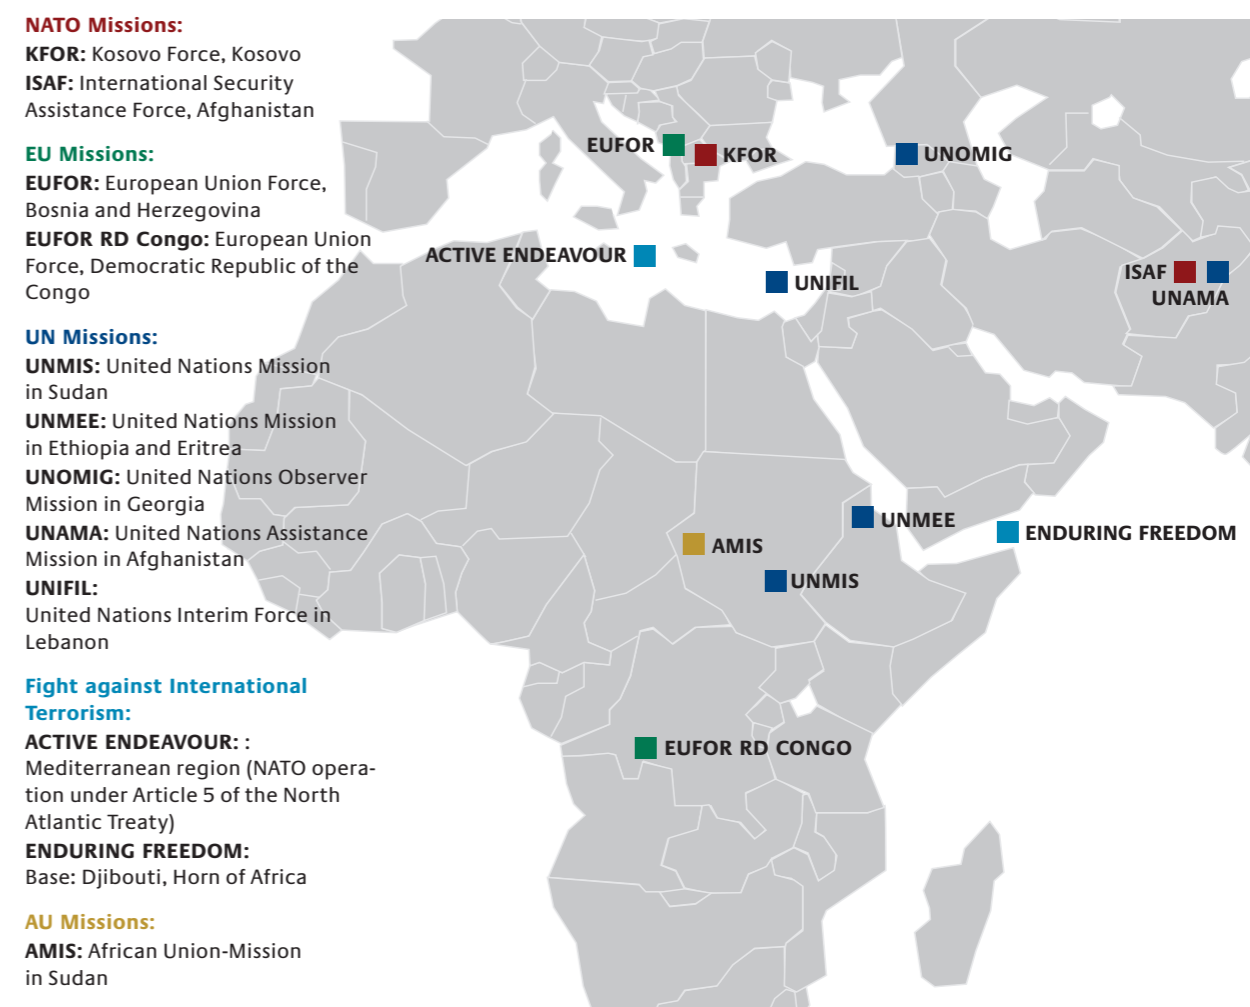 NATO Missions:
KFOR: Kosovo Force, Kosovo
ISAF: International Security
Assistance Force, Afghanistan
EU Missions:
EUFOR: European Union Force,
Bosnia and Herzegovina
EUFOR RD Congo: European Union
Force, Democratic Republic of the
Congo
UN Missions:
UNMIS: United Nations Mission
in Sudan
UNMEE: United Nations Mission
in Ethiopia and Eritrea
UNOMIG: United Nations Observer
Mission in Georgia
UNAMA: United Nations Assistance
Mission in Afghanistan
UNIFIL:
United Nations Interim Force in
Lebanon
Fight against International
Terrorism:
ACTIVE ENDEAVOUR: :
Mediterranean region (NATO opera-
tion under Article 5 of the North
Atlantic Treaty)
ENDURING FREEDOM:
Base: Djibouti, Horn of Africa
AU Missions:
AMIS: African Union-Mission
in Sudan
EUFOR
KFOR
UNOMIG
ACTIVE ENDEAVOUR
UNIFIL
ISAF
UNAMA
UNMEE
ENDURING FREEDOM
AMIS
UNMIS
EUFOR RD CONGO